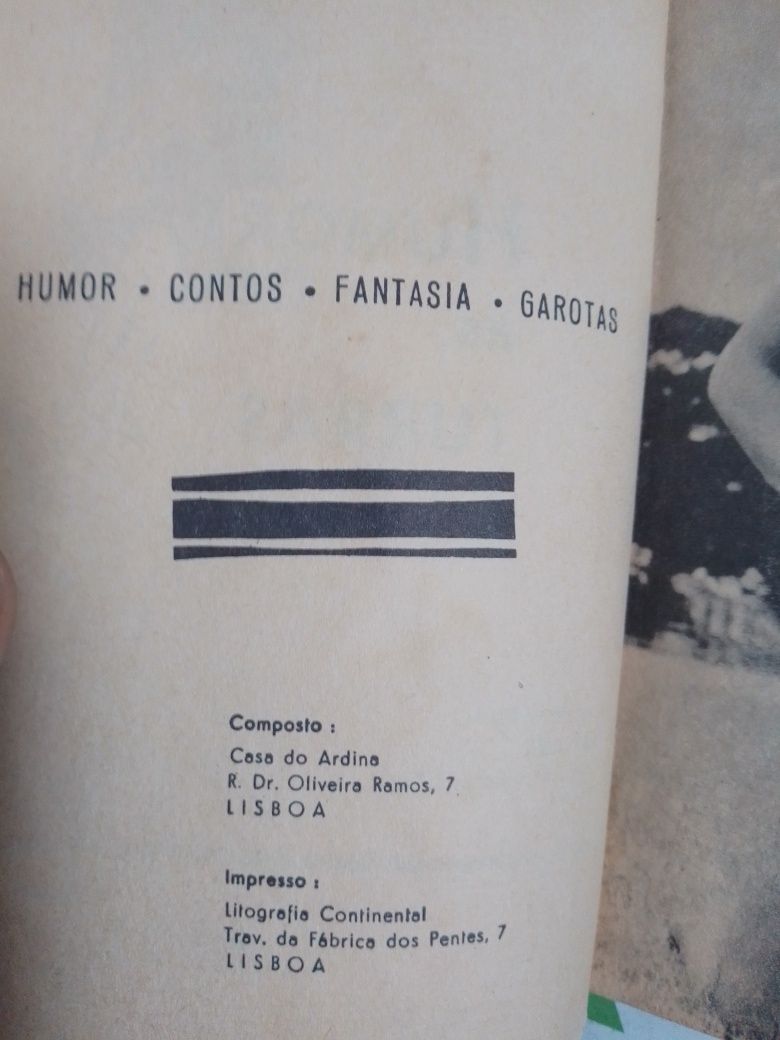 HUMOR • CONTOS • FANTASIA • GAROTAS
Composto :
Casa do Ardina
R. Dr. Oliveira Ramos, 7.
LISBOA
Impresso :
Litografia Continental
Trav. da Fábrica dos Pentes, 7
LISBOA